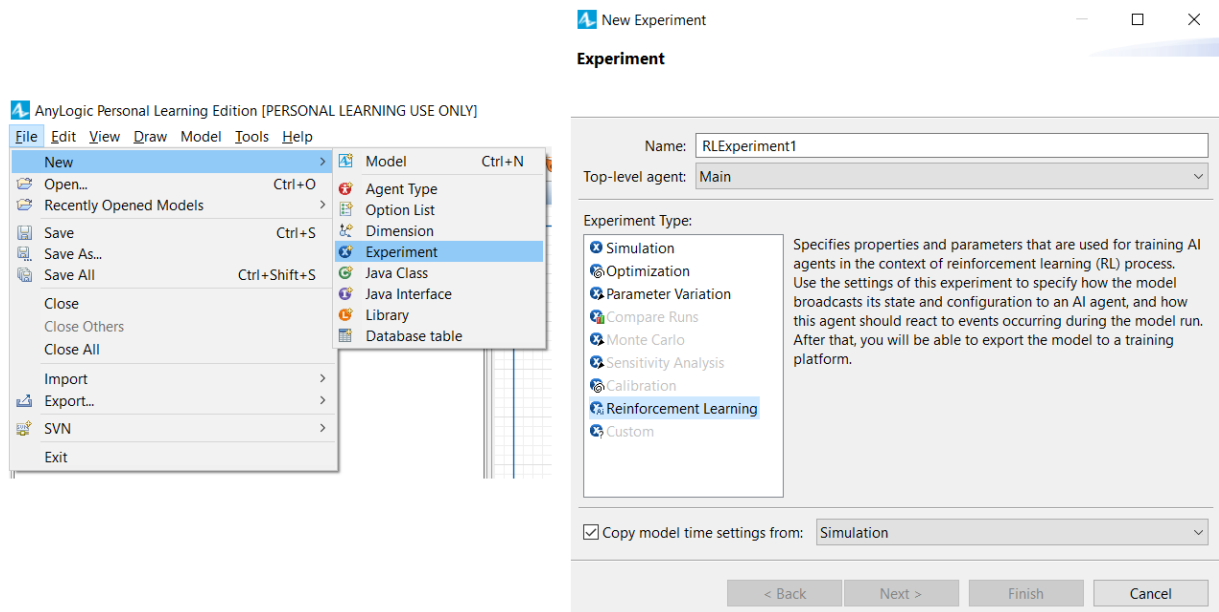 AnyLogic Personal Learning Edition [PERSONAL LEARNING USE ONLY]
File Edit View Draw Model Tools Help
New
Open... Ctrl+O
Recently Opened Models
Save Ctrl+S
Save As...
Save All Ctrl+Shift+S
Close
Close Others
Close All
Import
Export...
SVN
Exit
Model Ctrl+N
Agent Type
Option List
Dimension
Experiment
Java Class
Java Interface
Library
Database table
New Experiment
Experiment
Name: RLExperiment1
Top-level agent: Main
Experiment Type:
Simulation
Optimization
Parameter Variation
Compare Runs
Monte Carlo
Sensitivity Analysis
Calibration
Reinforcement Learning
Custom
Specifies properties and parameters that are used for training AI
agents in the context of reinforcement learning (RL) process.
Use the settings of this experiment to specify how the model
broadcasts its state and configuration to an AI agent, and how
this agent should react to events occurring during the model run.
After that, you will be able to export the model to a training
platform.
Copy model time settings from: Simulation
< Back Next > Finish Cancel